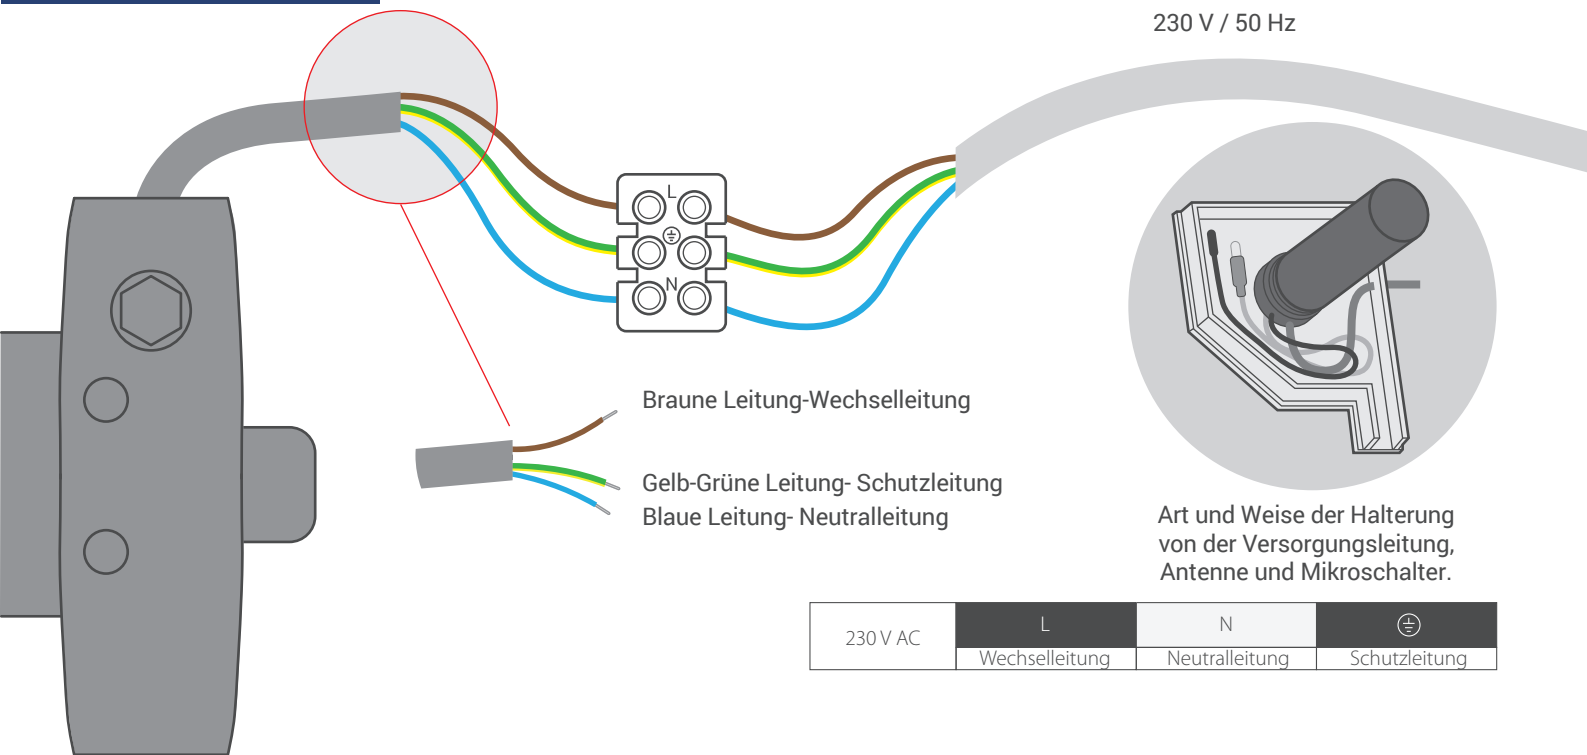 230 V / 50 Hz
L
N
Braune Leitung-Wechselleitung
Gelb-Grüne Leitung- Schutzleitung
Blaue Leitung- Neutralleitung
Art und Weise der Halterung
von der Versorgungsleitung,
Antenne und Mikroschalter.
230 V AC
L
N
Wechselleitung
Neutralleitung
Schutzleitung